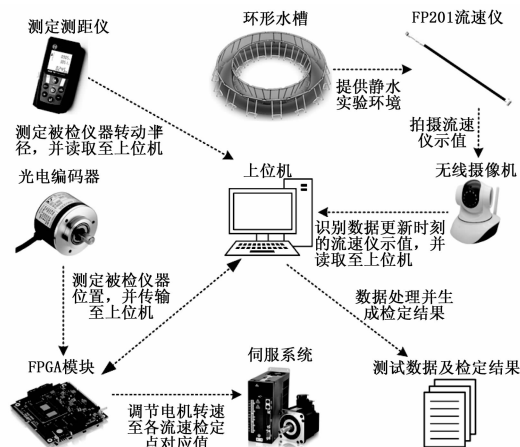 测定测距仪
环形水槽
FP201流速仪
提供静水
实验环境
测定被检仪器转动半
径，并读取至上位机
拍摄流速
仪示值
光电编码器
上位机
无线摄像机
识别数据更新时刻
的流速仪示值，并
读取至上位机
测定被检仪器
位置，并传输
至上位机
数据处理并生
成检定结果
FPGA模块
伺服系统
测试数据及检定结果
调节电机转速
至各流速检定
点对应值